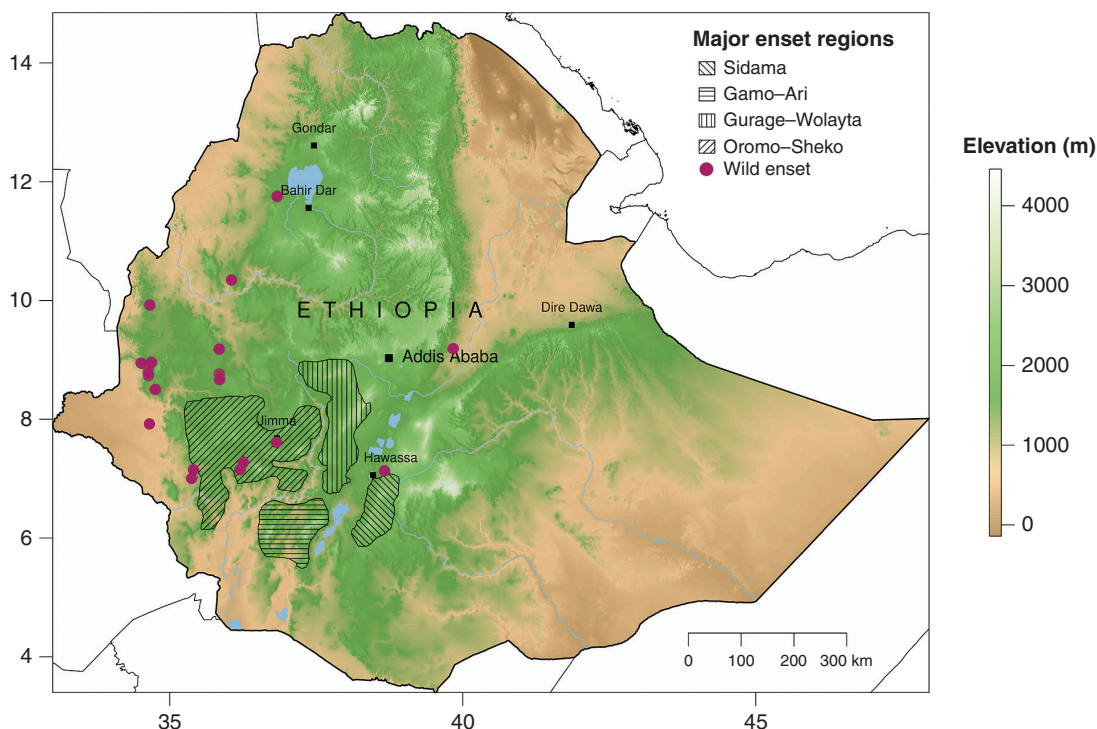 Major enset regions
Sidama
Gamo–Ari
Gurage–Wolayta
Oromo–Sheko
Wild enset
Elevation (m)
4000
3000
2000
1000
0
14
12
10
8
6
4
Gondar
Bahir Dar
ETHIOPIA
Dire Dawa
Addis Ababa
Jimma
Hawassa
0 100 200 300 km
35 40 45